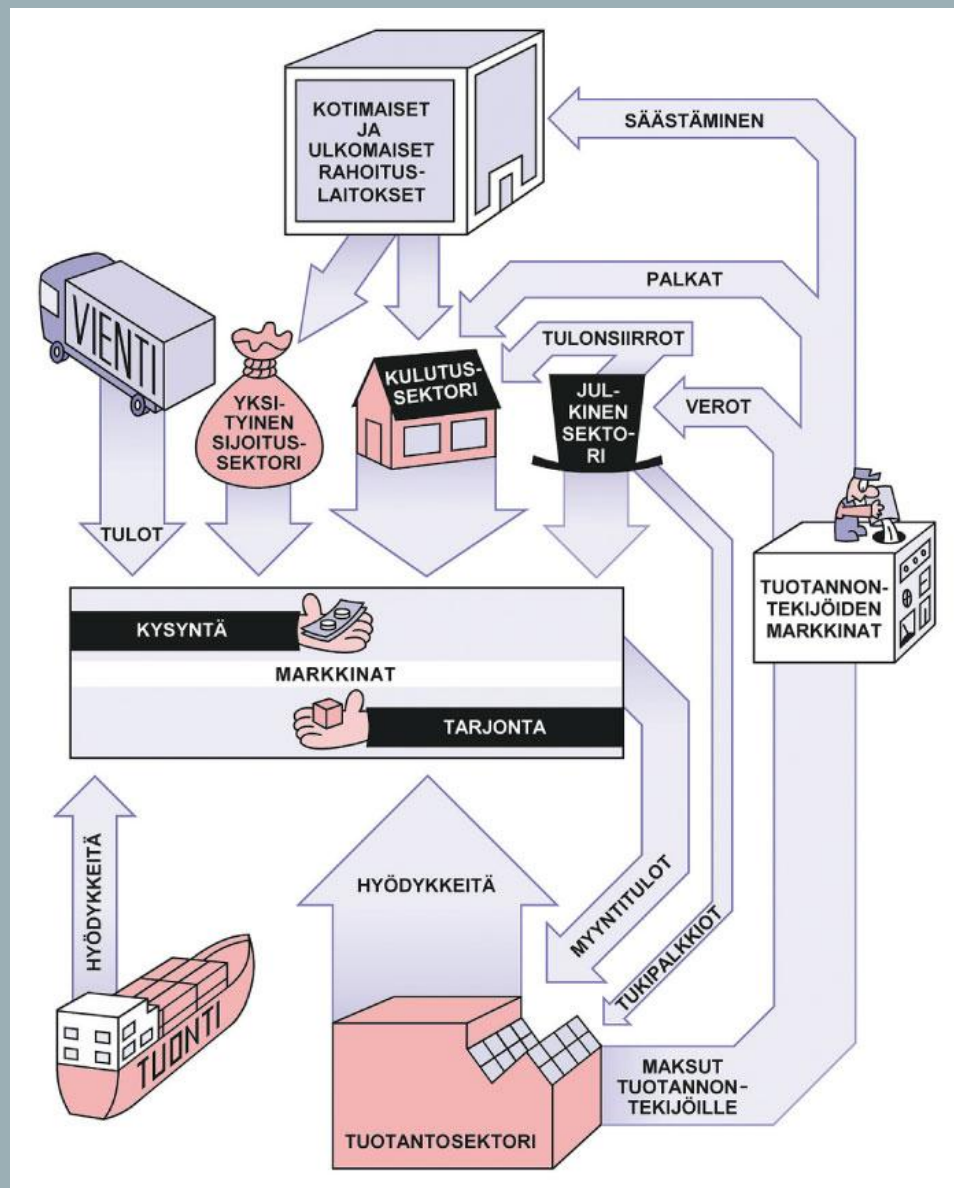 KOTIMAISET
JA
ULKOMAISET
RAHOITUS-
LAITOKSET
SÄÄSTÄMINEN
PALKAT
VIENTI
TULONSIIRROT
KULUTUS-
SEKTORI
JUL-
KINEN
SEKTO-
RI
VEROT
YKSI-
TYINEN
SIJOITUS-
SEKTORI
TULOT
TUOTANNON-
TEKIJÖIDEN
MARKKINAT
KYSYNTÄ
MARKKINAT
TARJONTA
HYÖDYKKEITÄ
HYÖDYKKEITÄ
MYYNTITULOT
TUKIPALKKIOT
TUONTI
MAKSUT
TUOTANNON-
TEKIJÖILLE
TUOTANTOSEKTORI